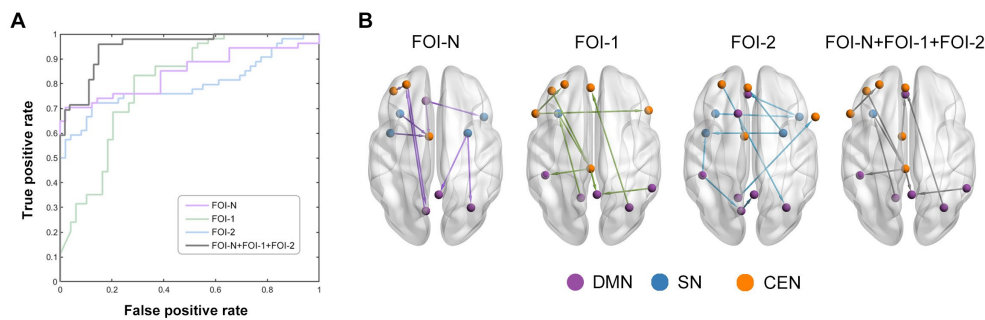 A
True positive rate
1
0.9
0.8
0.7
0.6
0.5
0.4
0.3
0.2
0.1
0
0 0.2 0.4 0.6 0.8 1
False positive rate
FOI-N
FOI-1
FOI-2
FOI-N+FOI-1+FOI-2
B
FOI-N FOI-1 FOI-2 FOI-N+FOI-1+FOI-2
DMN SN CEN